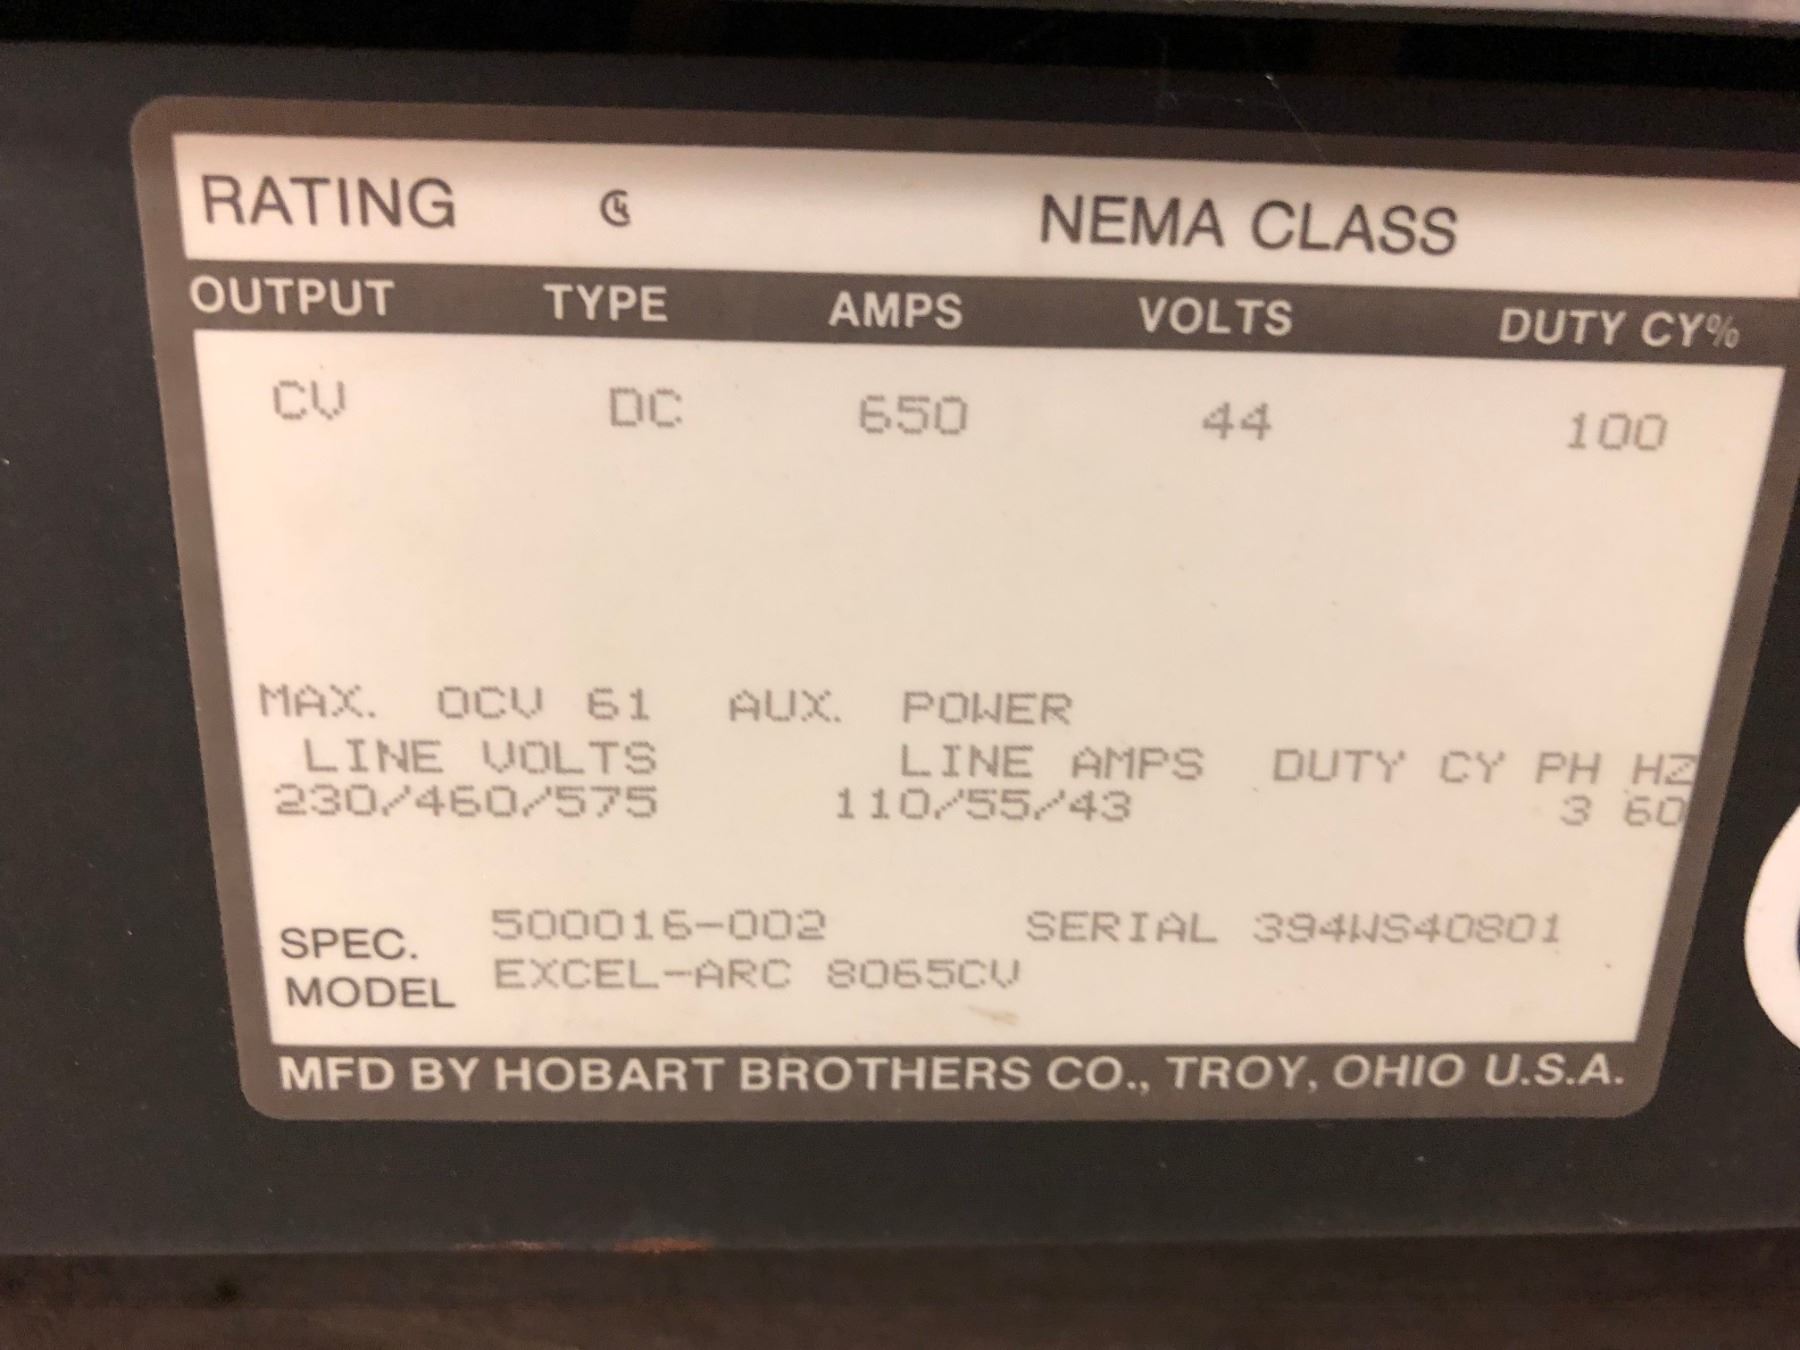 RATING NEMA CLASS
OUTPUT TYPE AMPS VOLTS DUTY CY%
CV DC 650 44 100
MAX. OCV 61 AUX. POWER
LINE VOLTS LINE AMPS DUTY CY PH HZ
230/460/575 110/55/43 3 60
SPEC. 500016-002 SERIAL 394WS40801
MODEL EXCEL-ARC 8065CV
MFD BY HOBART BROTHERS CO., TROY, OHIO U.S.A.